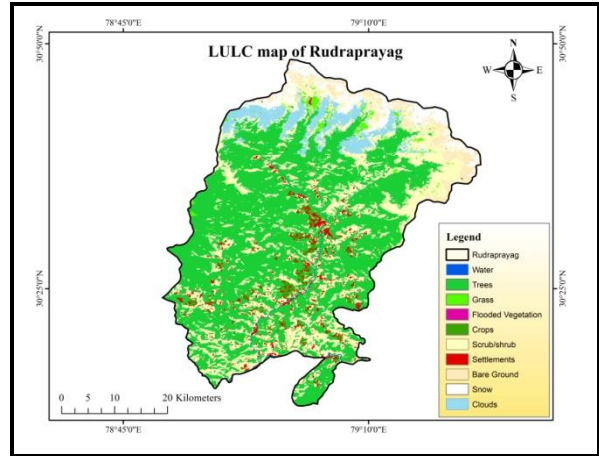 78°45'0"E
79°10'0"E
LULC map of Rudraprayag
N
W E
S
30°50'0"N
30°50'0"N
30°25'0"N
30°25'0"N
Legend
Rudraprayag
Water
Trees
Grass
Flooded Vegetation
Crops
Scrub/shrub
Settlements
Bare Ground
Snow
Clouds
0 5 10 20 Kilometers
78°45'0"E
79°10'0"E